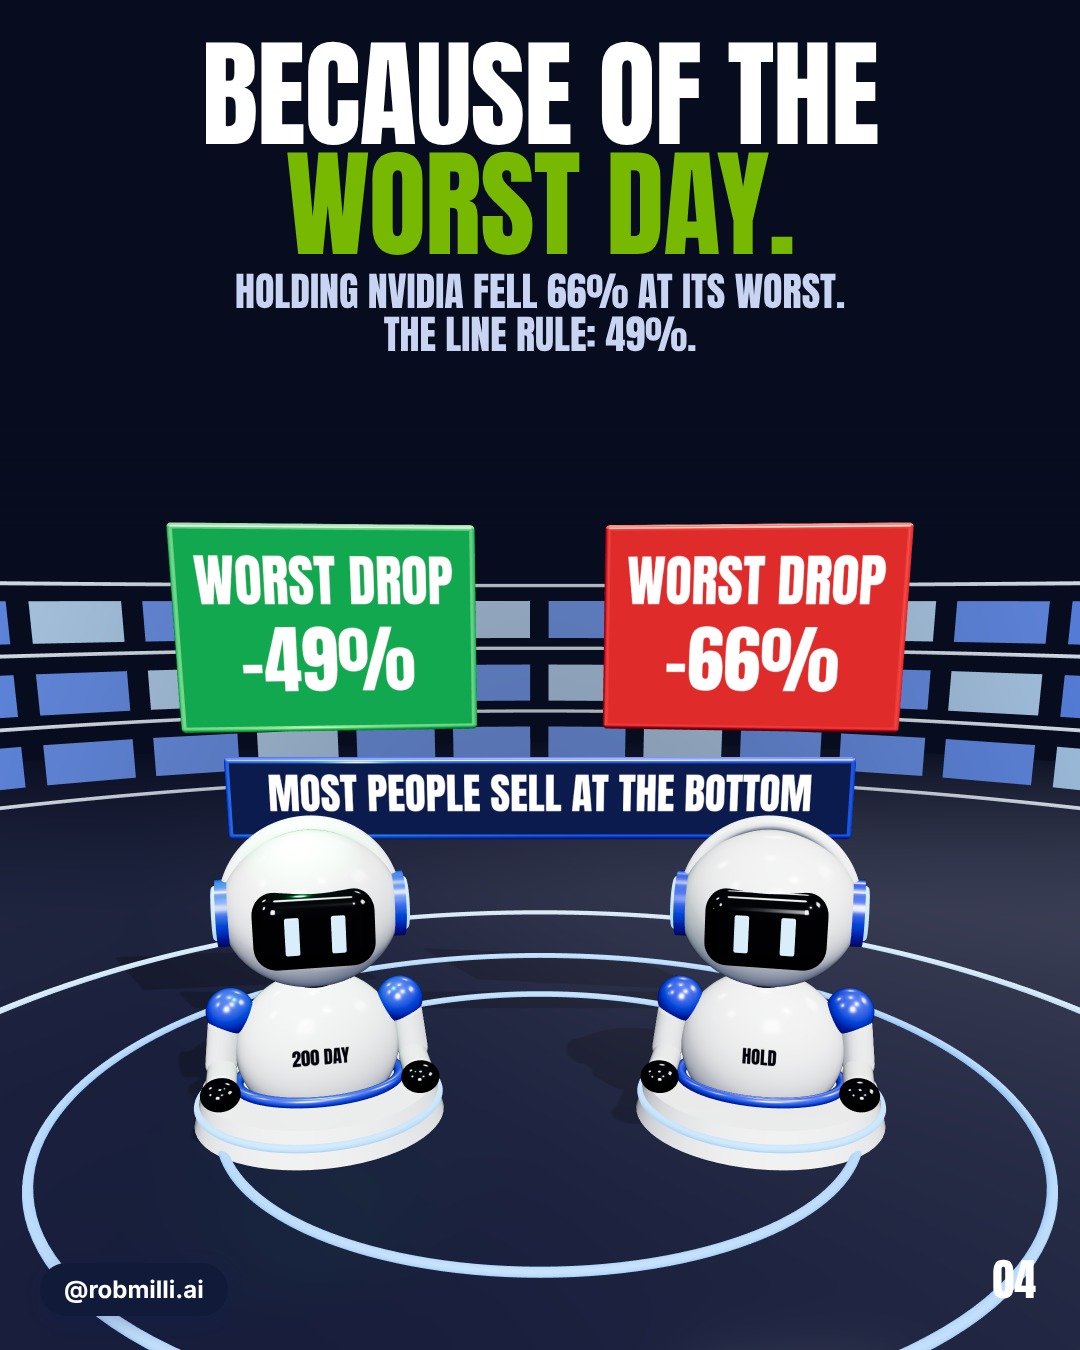 BECAUSE OF THE
WORST DAY.
HOLDING NVIDIA FELL 66% AT ITS WORST.
THE LINE RULE: 49%.
WORST DROP
-49%
WORST DROP
-66%
MOST PEOPLE SELL AT THE BOTTOM
200 DAY
HOLD
@robmilli.ai
04